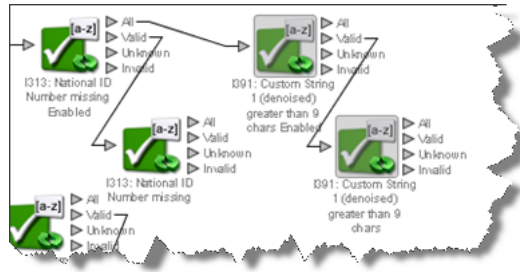 [a-z]
All
Valid
Unknown
Invalid
I313: National ID
Number missing
Enabled
[a-z]
All
Valid
Unknown
Invalid
I391: Custom String
1 (denoised)
greater than 9
chars Enabled
[a-z]
All
Valid
Unknown
Invalid
I313: National ID
Number missing
[a-z]
All
Valid
Unknown
Invalid
I391: Custom String
1 (denoised)
greater than 9
chars
[a-z]
All
Valid
Unknown
Invalid